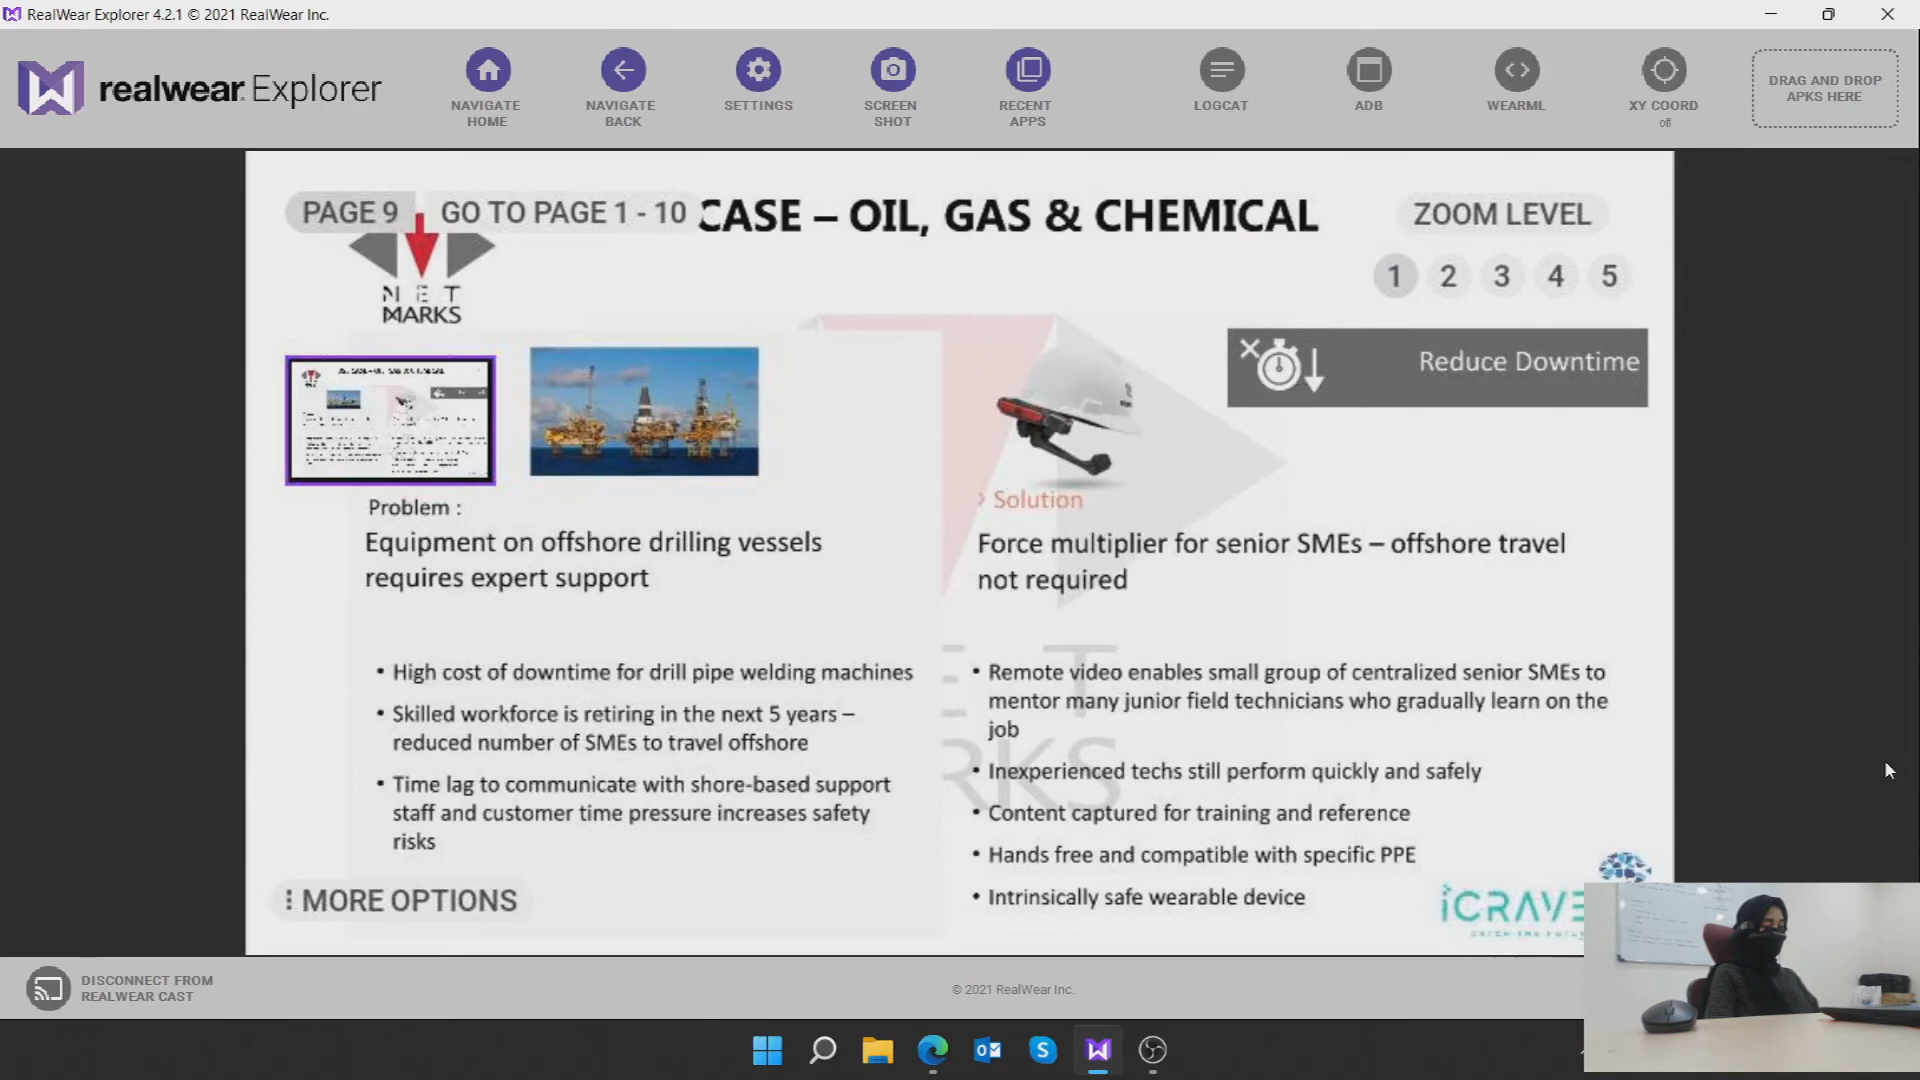 RealWear Explorer 4.2.1 © 2021 RealWear Inc.
realwear Explorer
NAVIGATE
HOME
NAVIGATE
BACK
SETTINGS
SCREEN
SHOT
RECENT
APPS
LOGCAT
ADB
WEARML
XY COORD
off
DRAG AND DROP
APKS HERE
PAGE 9
GO TO PAGE 1 - 10
CASE – OIL, GAS & CHEMICAL
ZOOM LEVEL
1 2 3 4 5
NET
MARKS
Reduce Downtime
Problem :
Equipment on offshore drilling vessels
requires expert support
• High cost of downtime for drill pipe welding machines
• Skilled workforce is retiring in the next 5 years –
reduced number of SMEs to travel offshore
• Time lag to communicate with shore-based support
staff and customer time pressure increases safety
risks
› Solution
Force multiplier for senior SMEs – offshore travel
not required
• Remote video enables small group of centralized senior SMEs to
mentor many junior field technicians who gradually learn on the
job
• Inexperienced techs still perform quickly and safely
• Content captured for training and reference
• Hands free and compatible with specific PPE
• Intrinsically safe wearable device
MORE OPTIONS
iCRAVE
DISCONNECT FROM
REALWEAR CAST
© 2021 RealWear Inc.